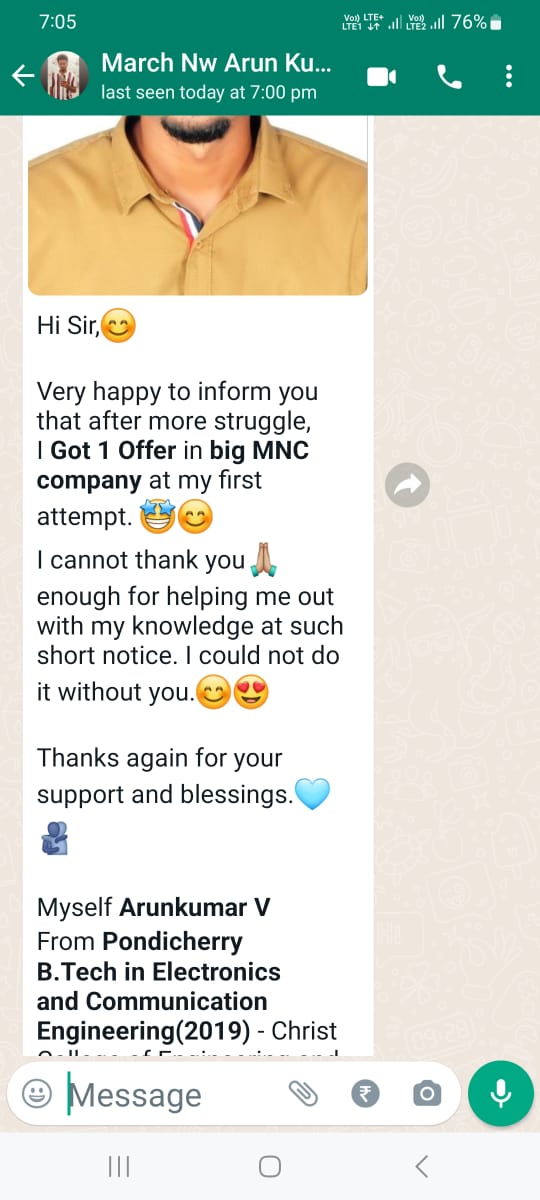 7:05
Vo) LTE+ Vo)
LTE1 LTE2 76%
March Nw Arun Ku...
last seen today at 7:00 pm
Hi Sir,😊
Very happy to inform you
that after more struggle,
I Got 1 Offer in big MNC
company at my first
attempt. 🤩😊
I cannot thank you🙏🏽
enough for helping me out
with my knowledge at such
short notice. I could not do
it without you.😊😍
Thanks again for your
support and blessings.🩵
🫂
Myself Arunkumar V
From Pondicherry
B.Tech in Electronics
and Communication
Engineering(2019) - Christ
Message